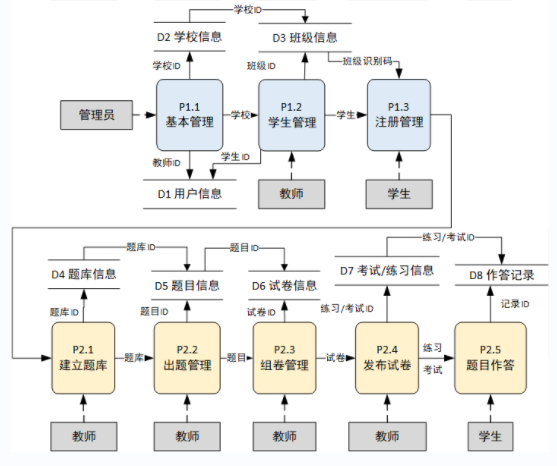 学校ID
D2 学校信息
D3 班级信息
学校ID
班级ID
班级识别码
管理员
P1.1
基本管理
学校
P1.2
学生管理
学生
P1.3
注册管理
教师ID
学生ID
D1 用户信息
教师
学生
题库ID
题目ID
练习/考试ID
D4 题库信息
D5 题目信息
D6 试卷信息
D7 考试/练习信息
D8 作答记录
题库ID
题目ID
试卷ID
练习/考试ID
记录ID
P2.1
建立题库
题库
P2.2
出题管理
题目
P2.3
组卷管理
试卷
P2.4
发布试卷
练习
考试
P2.5
题目作答
教师
教师
教师
教师
学生